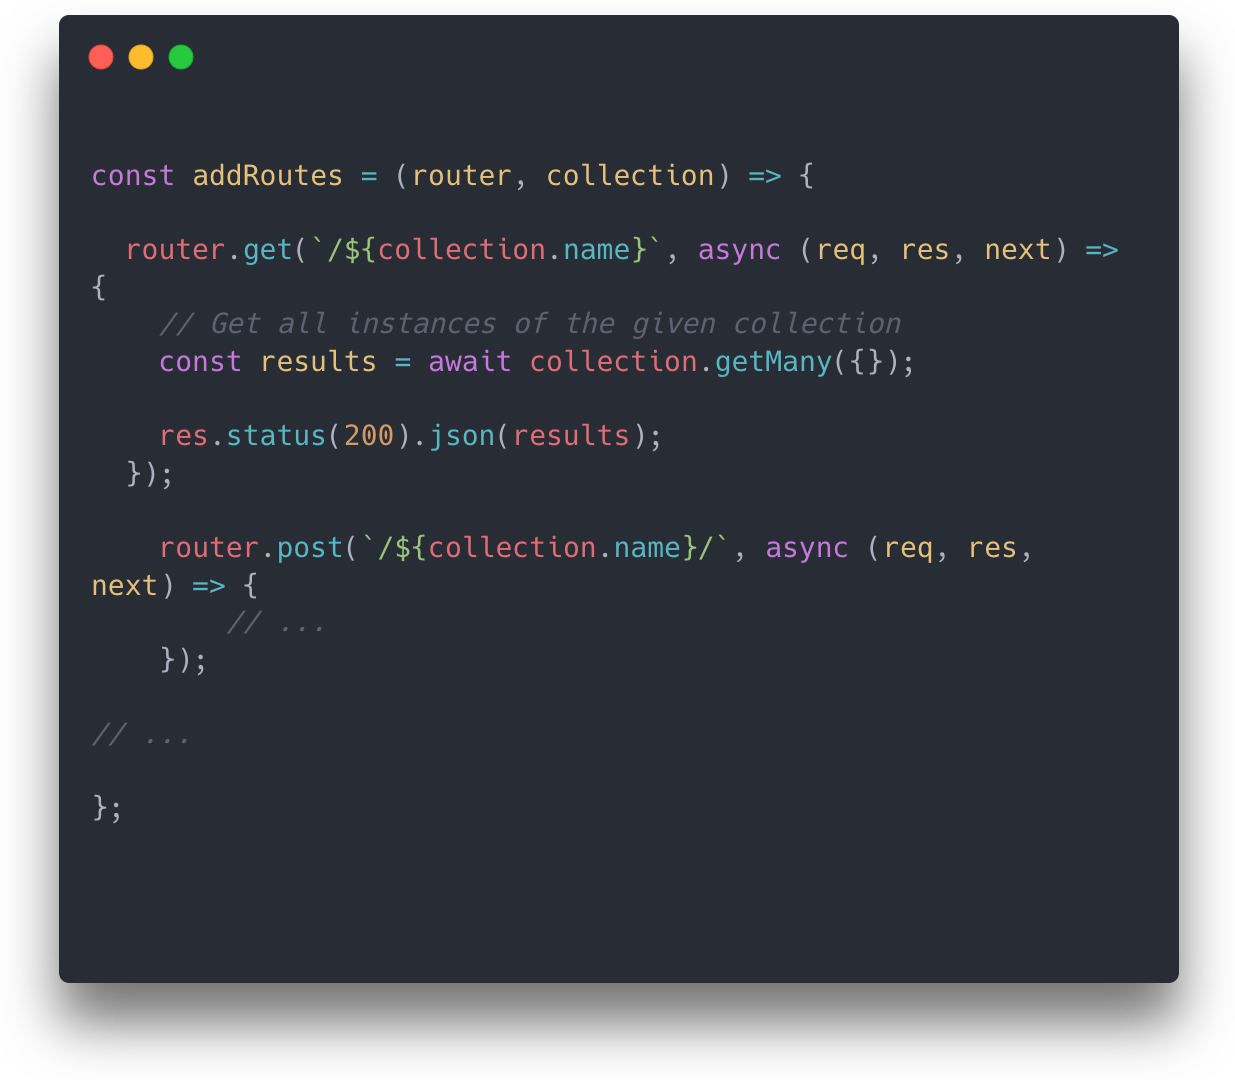 const addRoutes = (router, collection) => {

  router.get(`/${collection.name}`, async (req, res, next) =>
{
    // Get all instances of the given collection
    const results = await collection.getMany({});

    res.status(200).json(results);
  });

    router.post(`/${collection.name}/`, async (req, res,
next) => {
        // ...
    });

// ...

};